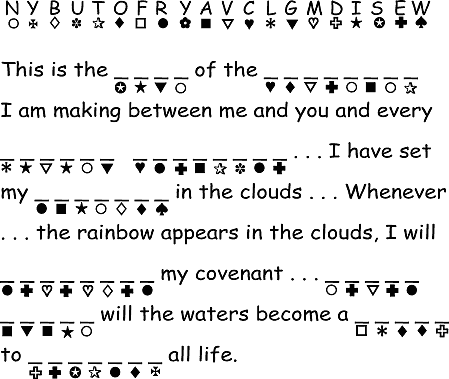 N Y B U T O F R Y A V C L G M D I S E W
This is the _ _ _ _ of the _ _ _ _ _ _ _ _
I am making between me and you and every
_ _ _ _ _ _ _ _ _ _ _ _ _ _ . . . I have set
my _ _ _ _ _ _ _ in the clouds . . . Whenever
. . . the rainbow appears in the clouds, I will
_ _ _ _ _ _ _ _ my covenant . . . _ _ _ _ _
_ _ _ _ _ will the waters become a _ _ _ _ _
to _ _ _ _ _ _ _ all life.